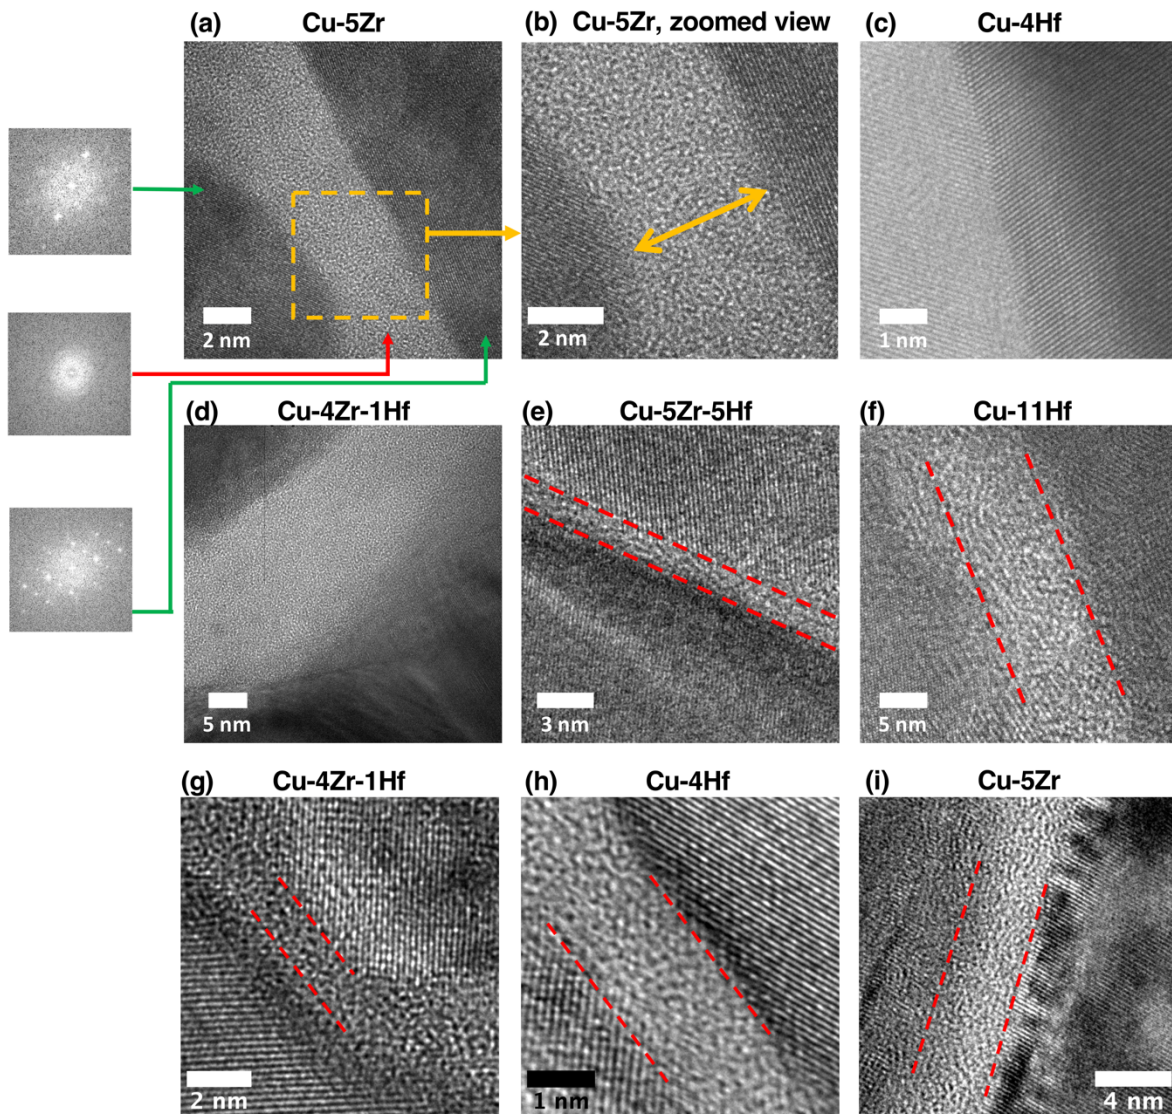 (a) Cu-5Zr
(b) Cu-5Zr, zoomed view
(c) Cu-4Hf
2 nm
2 nm
1 nm
(d) Cu-4Zr-1Hf
(e) Cu-5Zr-5Hf
(f) Cu-11Hf
5 nm
3 nm
5 nm
(g) Cu-4Zr-1Hf
(h) Cu-4Hf
(i) Cu-5Zr
2 nm
1 nm
4 nm